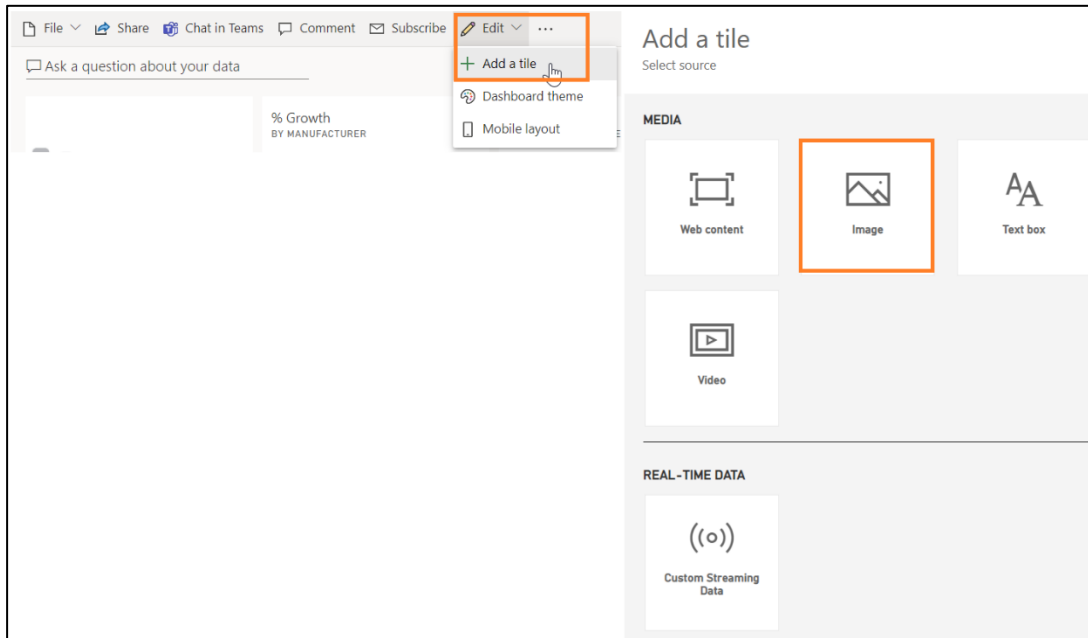 File Share Chat in Teams Comment Subscribe Edit ...
Ask a question about your data
+ Add a tile
Dashboard theme
Mobile layout
% Growth
BY MANUFACTURER
Add a tile
Select source
MEDIA
Web content
Image
AA
Text box
Video
REAL-TIME DATA
Custom Streaming
Data